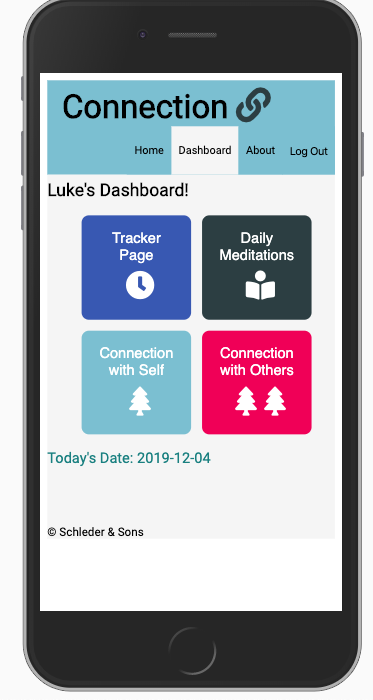 Connection
Home Dashboard About Log Out
Luke's Dashboard!
Tracker
Page
Daily
Meditations
Connection
with Self
Connection
with Others
Today's Date: 2019-12-04
© Schleder & Sons